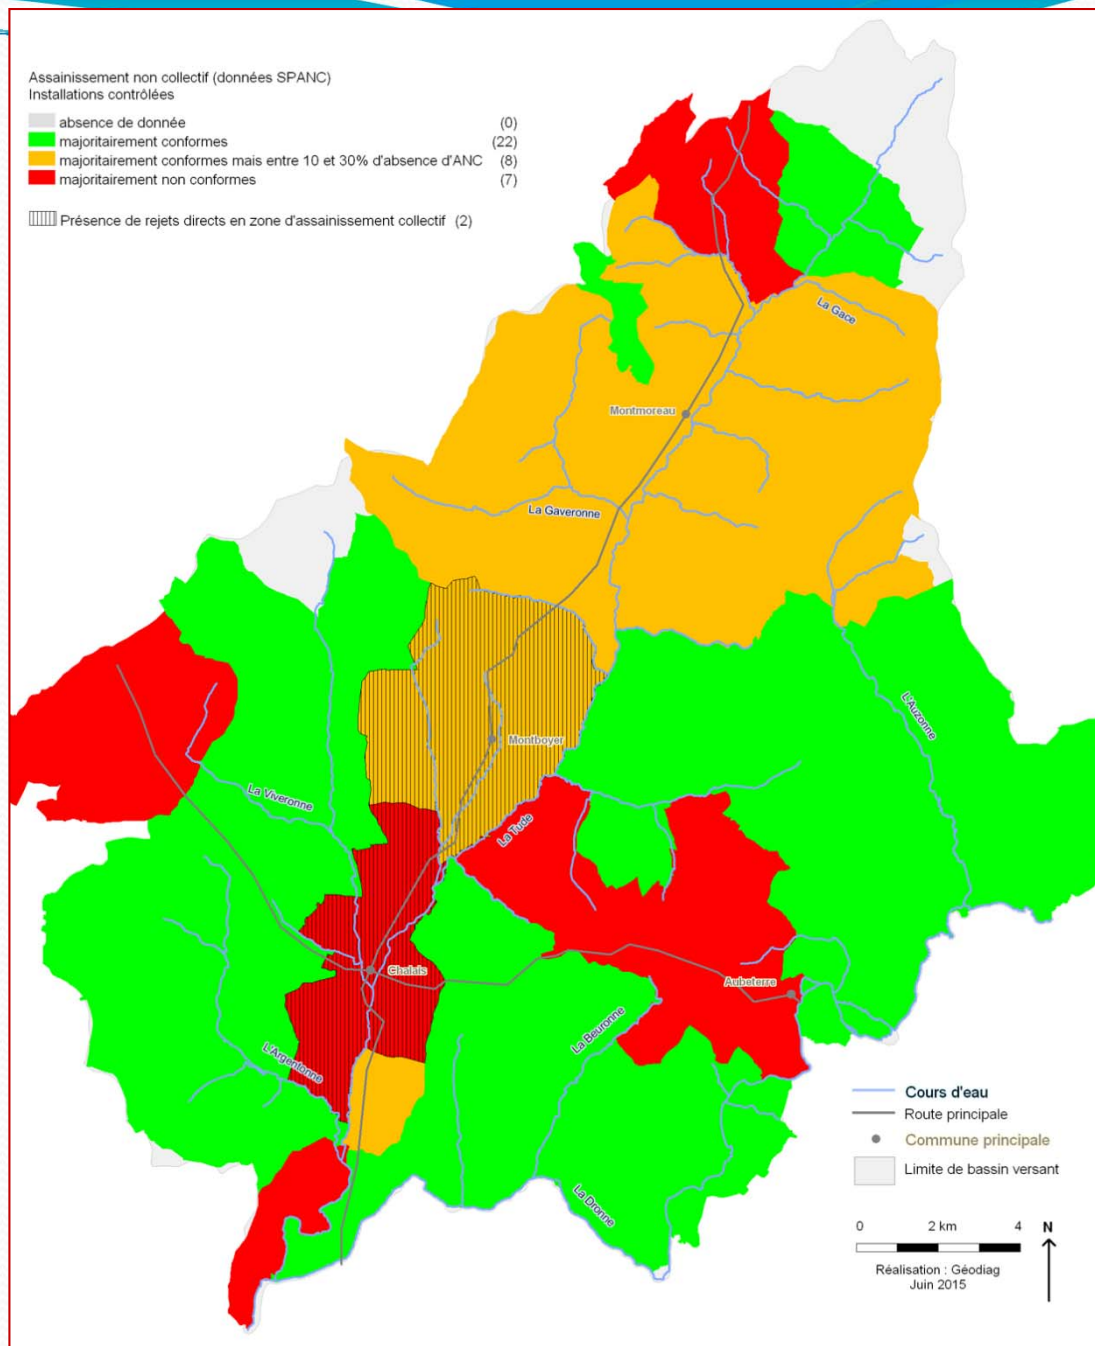 Assainissement non collectif (données SPANC)
Installations contrôlées
absence de donnée (0)
majoritairement conformes (22)
majoritairement conformes mais entre 10 et 30% d'absence d'ANC (8)
majoritairement non conformes (7)
Présence de rejets directs en zone d'assainissement collectif (2)
La Gace
Montmoreau
La Gaveronne
L'Auzonne
Montboyer
La Viveronne
La Tude
Chalais
Aubeterre
La Beuronne
L'Argentonne
La Dronne
Cours d'eau
Route principale
Commune principale
Limite de bassin versant
0 2 km 4 N
Réalisation : Géodiag
Juin 2015